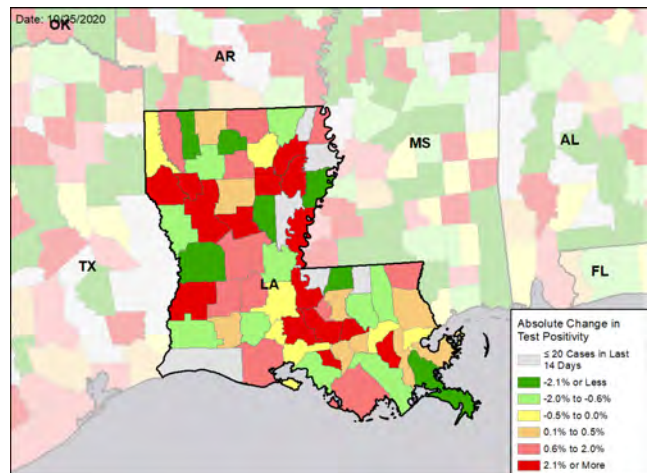 Date: 10/25/2020
OK
AR
MS
AL
TX
LA
FL
Absolute Change in
Test Positivity
≤ 20 Cases in Last
14 Days
-2.1% or Less
-2.0% to -0.6%
-0.5% to 0.0%
0.1% to 0.5%
0.6% to 2.0%
2.1% or More